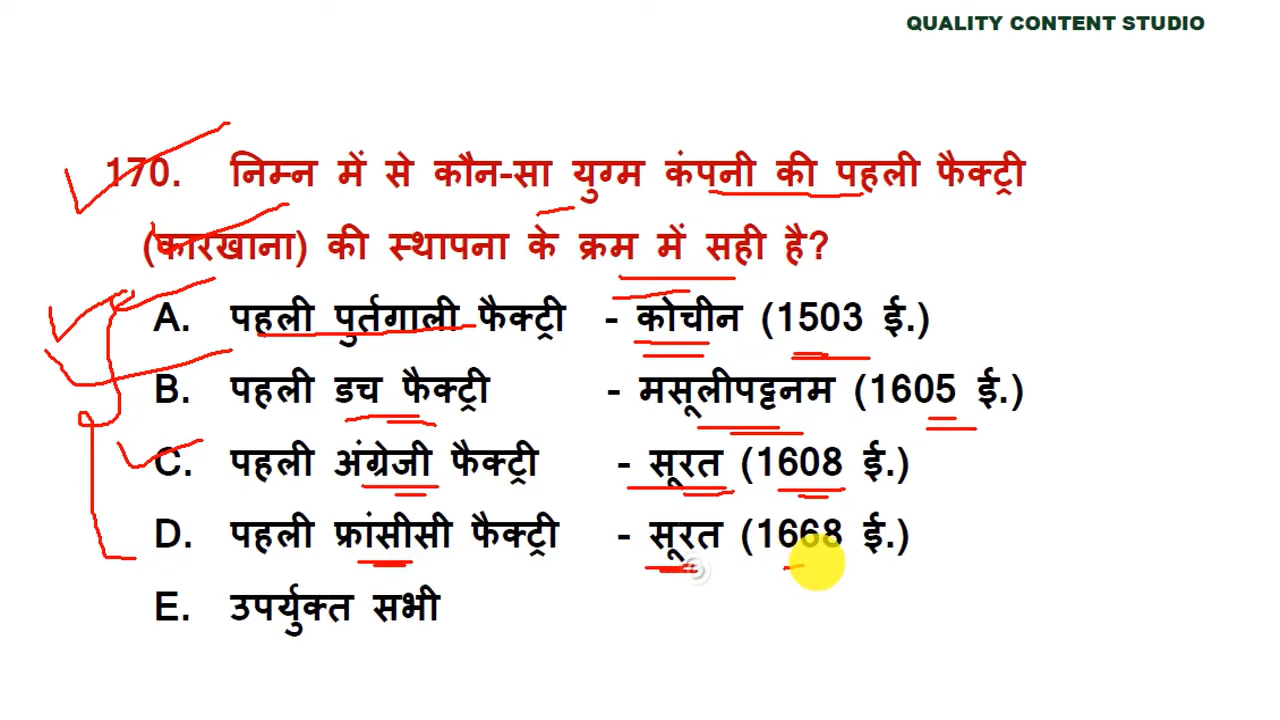 QUALITY CONTENT STUDIO
170. निम्न में से कौन-सा युग्म कंपनी की पहली फैक्ट्री
(कारखाना) की स्थापना के क्रम में सही है?
A. पहली पुर्तगाली फैक्ट्री - कोचीन (1503 ई.)
B. पहली डच फैक्ट्री - मसूलीपट्टनम (1605 ई.)
C. पहली अंग्रेजी फैक्ट्री - सूरत (1608 ई.)
D. पहली फ्रांसीसी फैक्ट्री - सूरत (1668 ई.)
E. उपर्युक्त सभी